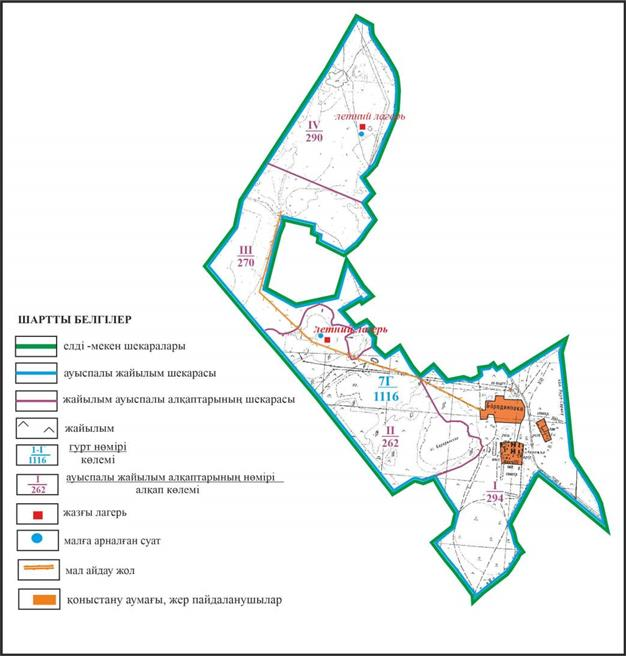 IV
290
летний лагерь
III
270
летний лагерь
7Г
1116
Бородиновка
II
262
I
294
ШАРТТЫ БЕЛГІЛЕР
елді -мекен шекаралары
ауыспалы жайылым шекарасы
жайылым ауыспалы алқаптарының шекарасы
жайылым
1-Г
1116
гурт нөмірі
көлемі
I
262
ауыспалы жайылым алқаптарының нөмірі
алқап көлемі
жазғы лагерь
малға арналған суат
мал айдау жол
қоныстану аумағы, жер пайдаланушылар